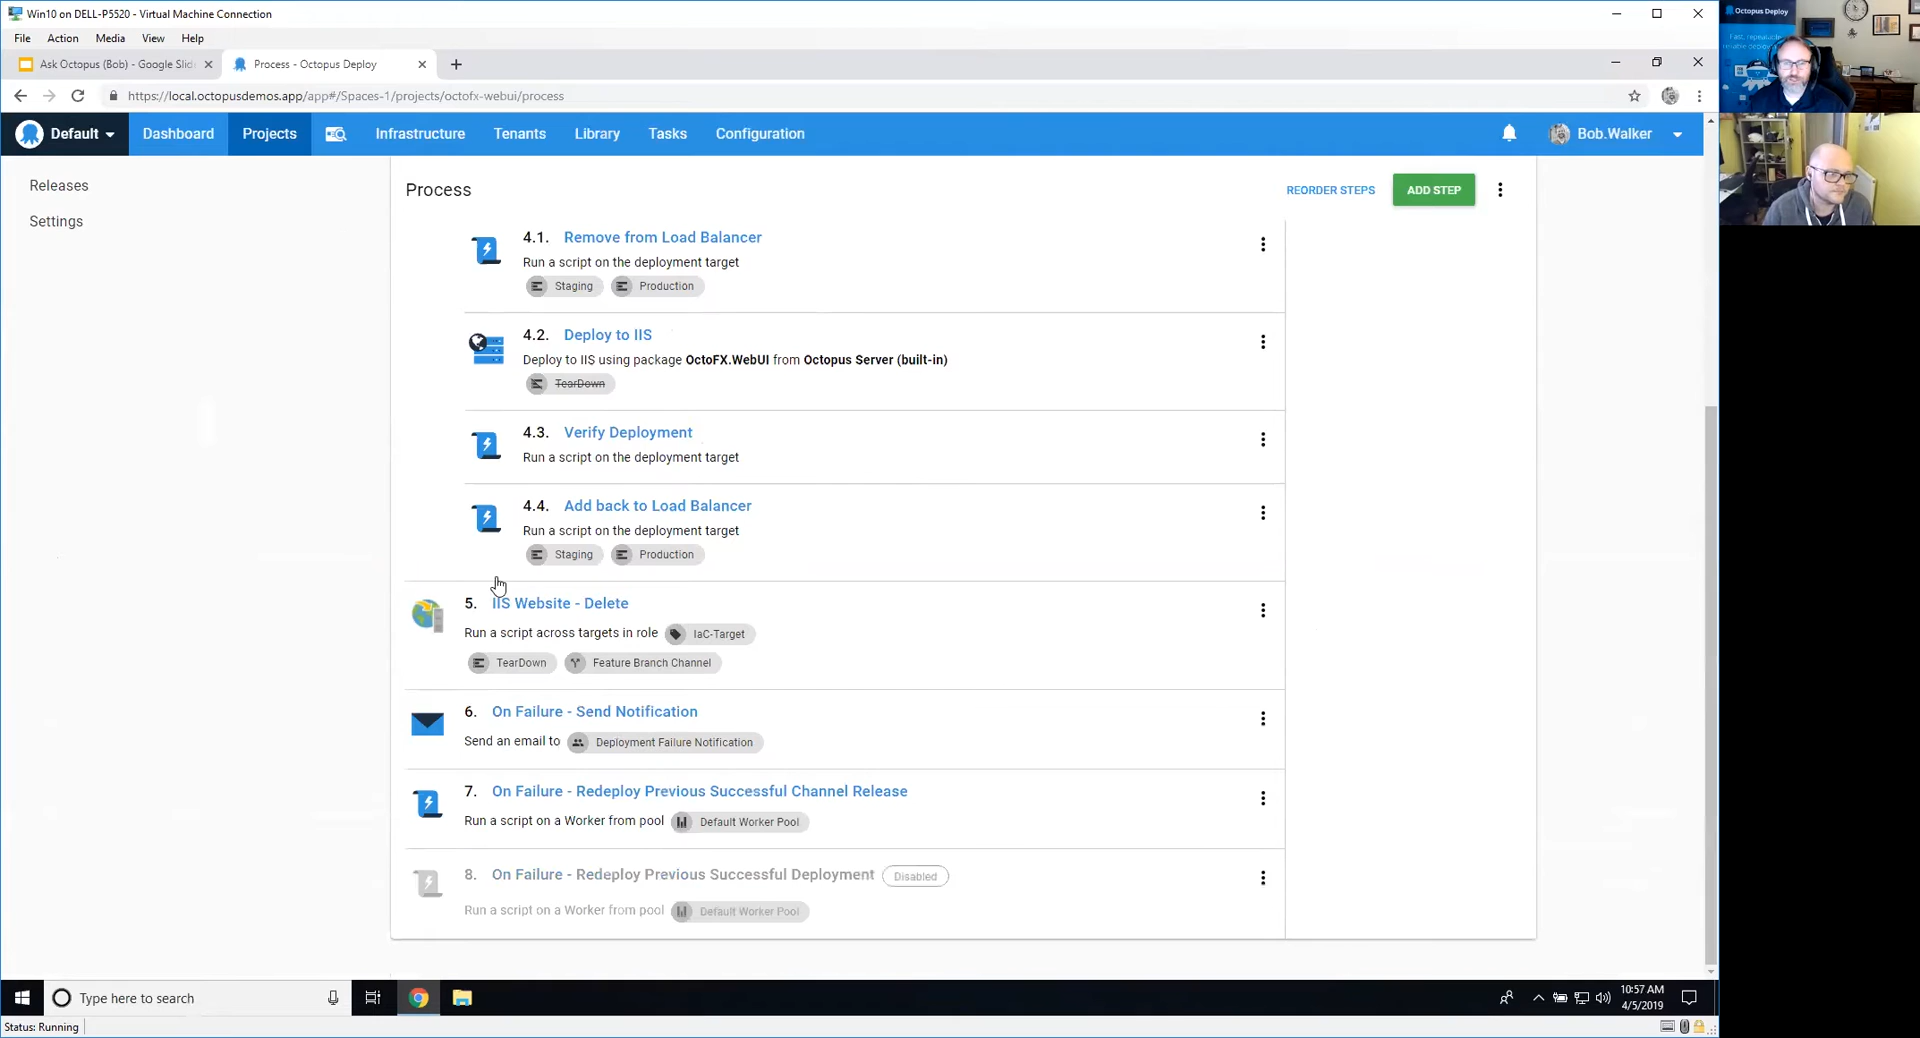 Win10 on DELL-P5520 - Virtual Machine Connection
File Action Media View Help
Ask Octopus (Bob) - Google Slid
Process - Octopus Deploy
https://local.octopusdemos.app/app#/Spaces-1/projects/octofx-webui/process
Default Dashboard Projects Infrastructure Tenants Library Tasks Configuration Bob.Walker
Releases
Settings
Process
REORDER STEPS
ADD STEP
4.1. Remove from Load Balancer
Run a script on the deployment target
Staging Production
4.2. Deploy to IIS
Deploy to IIS using package OctoFX.WebUI from Octopus Server (built-in)
TearDown
4.3. Verify Deployment
Run a script on the deployment target
4.4. Add back to Load Balancer
Run a script on the deployment target
Staging Production
5. IIS Website - Delete
Run a script across targets in role IaC-Target
TearDown Feature Branch Channel
6. On Failure - Send Notification
Send an email to Deployment Failure Notification
7. On Failure - Redeploy Previous Successful Channel Release
Run a script on a Worker from pool Default Worker Pool
8. On Failure - Redeploy Previous Successful Deployment Disabled
Run a script on a Worker from pool Default Worker Pool
Type here to search
10:57 AM
4/5/2019
Status: Running
Octopus Deploy